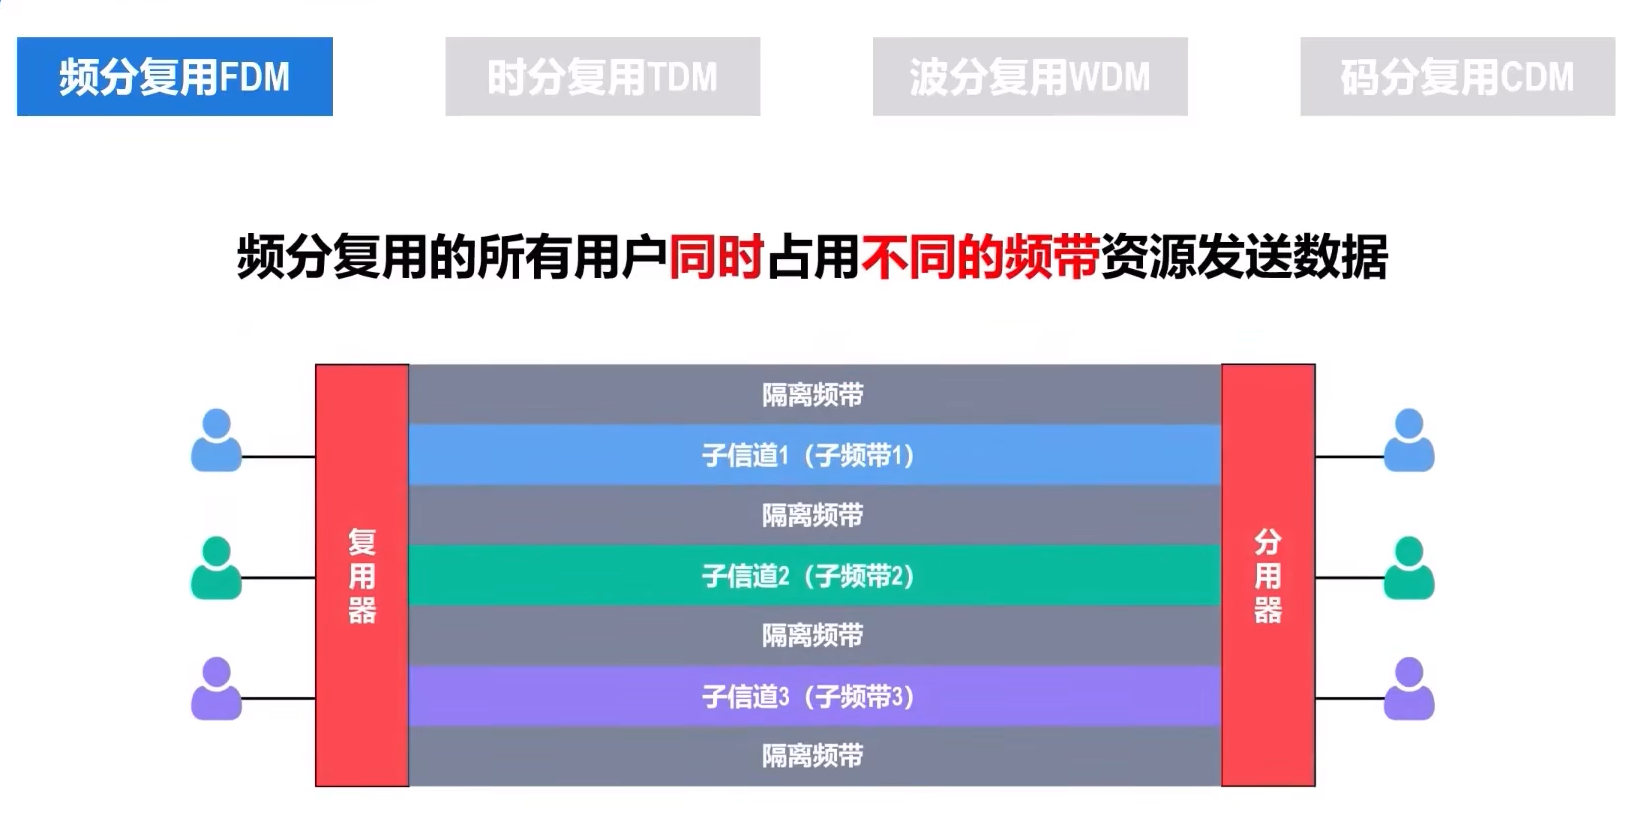 频分复用FDM
时分复用TDM
波分复用WDM
码分复用CDM
频分复用的所有用户同时占用不同的频带资源发送数据
隔离频带
子信道1（子频带1）
隔离频带
子信道2（子频带2）
隔离频带
子信道3（子频带3）
隔离频带
复用器
分用器